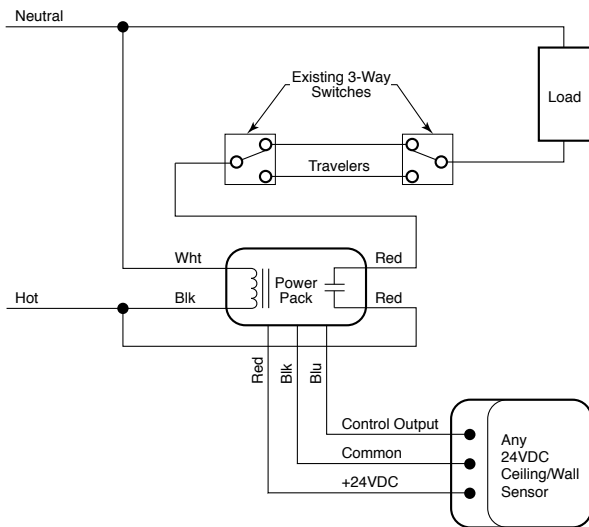 Neutral
Existing 3-Way
Switches
Load
Travelers
Wht
Red
Power
Pack
Hot
Blk
Red
Red
Blk
Blu
Control Output
Common
+24VDC
Any
24VDC
Ceiling/Wall
Sensor